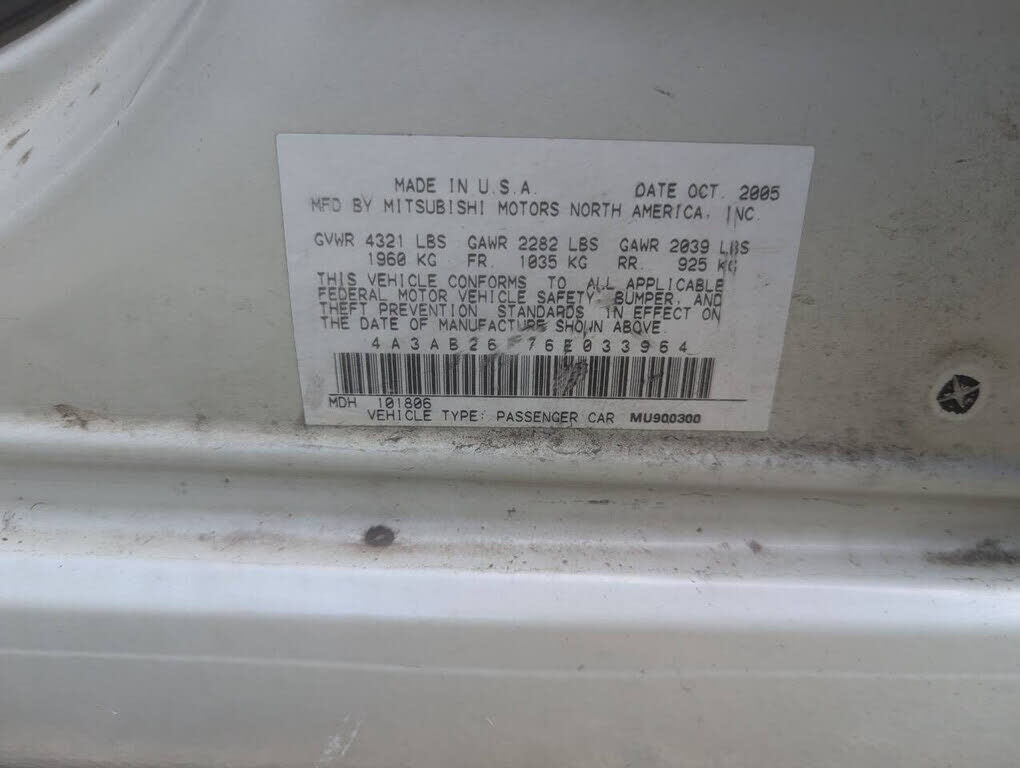 MADE IN U.S.A. DATE OCT. 2005
MFD BY MITSUBISHI MOTORS NORTH AMERICA, INC.
GVWR 4321 LBS GAWR 2282 LBS GAWR 2039 LBS
1960 KG FR. 1035 KG RR. 925 KG
THIS VEHICLE CONFORMS TO ALL APPLICABLE
FEDERAL MOTOR VEHICLE SAFETY, BUMPER, AND
THEFT PREVENTION STANDARDS IN EFFECT ON
THE DATE OF MANUFACTURE SHOWN ABOVE.
4A3AB26F76E033964
MDH 101806
VEHICLE TYPE: PASSENGER CAR MU900300